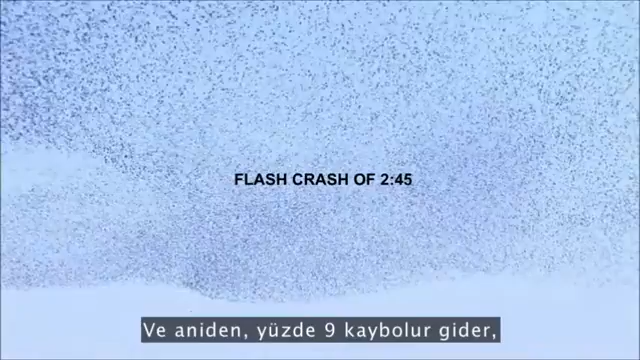 FLASH CRASH OF 2:45
Ve aniden, yüzde 9 kaybolur gider,